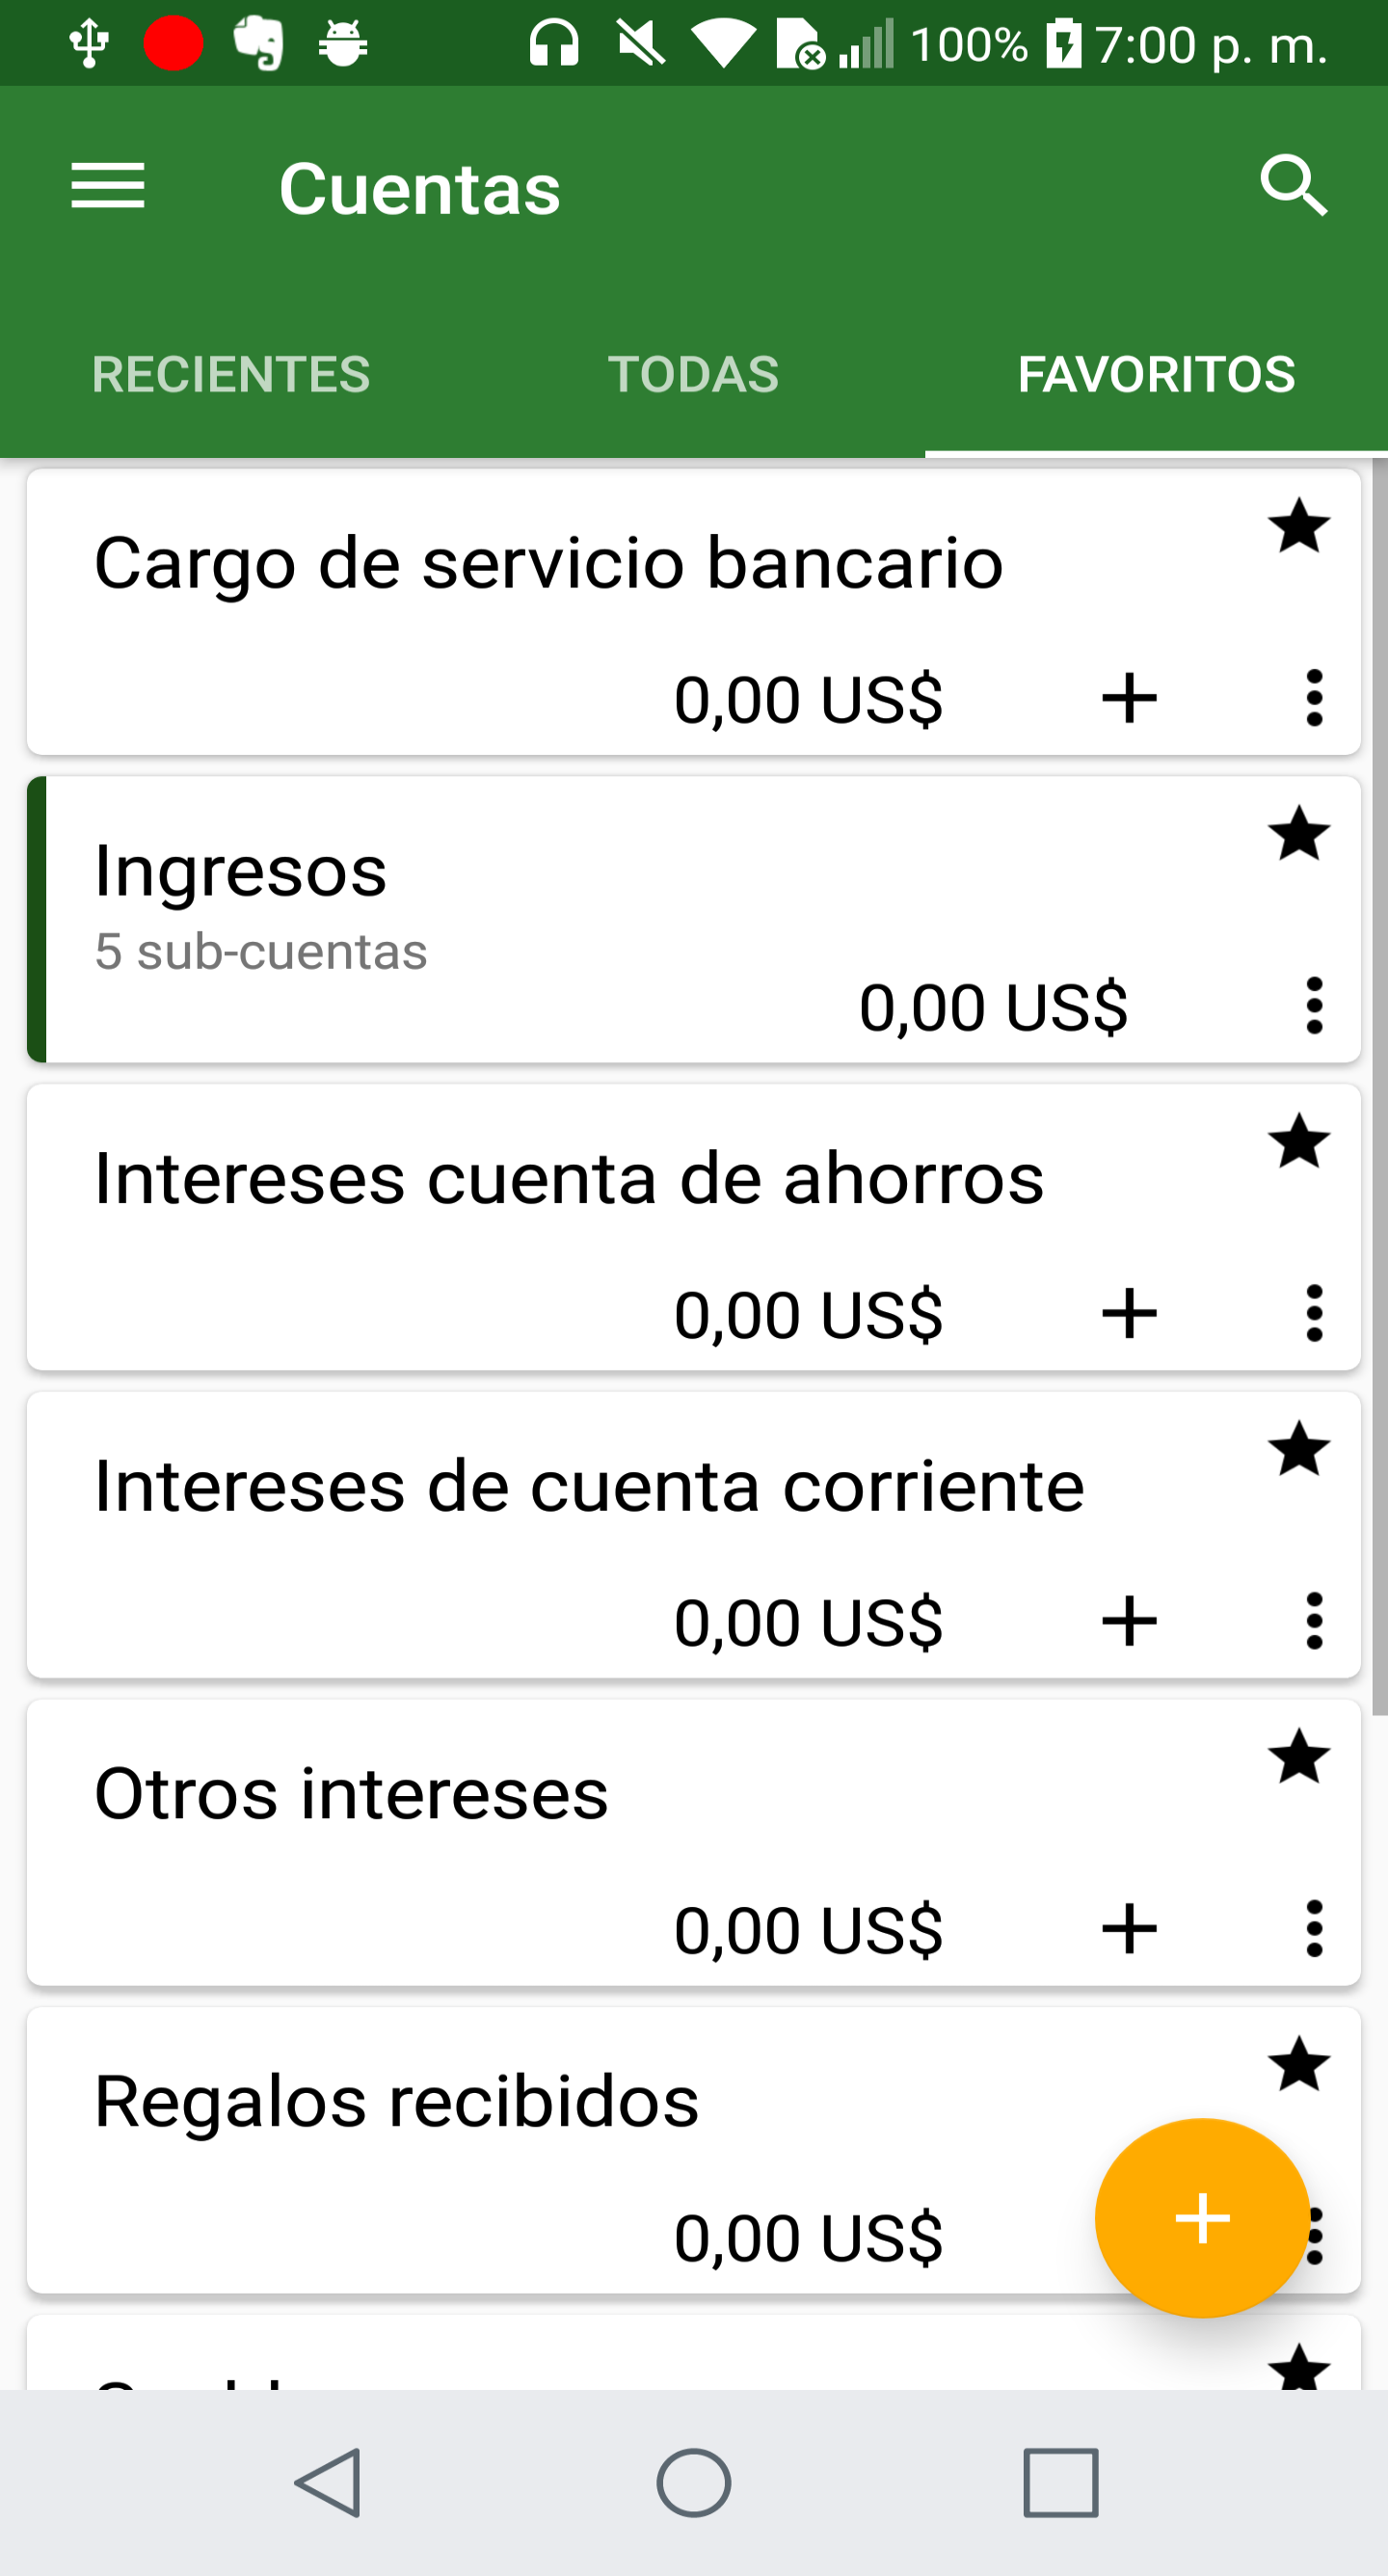 100% 7:00 p. m.
Cuentas
RECIENTES TODAS FAVORITOS
Cargo de servicio bancario
0,00 US$
Ingresos
5 sub-cuentas
0,00 US$
Intereses cuenta de ahorros
0,00 US$
Intereses de cuenta corriente
0,00 US$
Otros intereses
0,00 US$
Regalos recibidos
0,00 US$